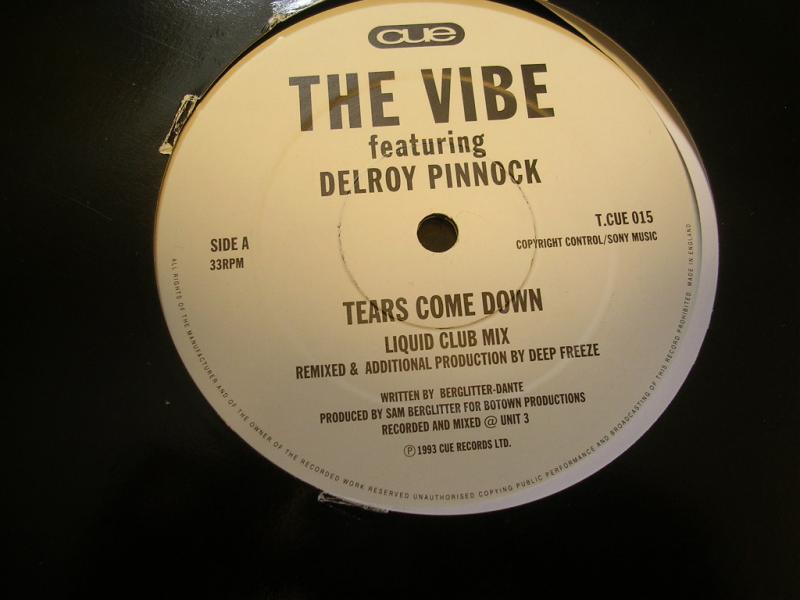 cue
THE VIBE
featuring
DELROY PINNOCK
SIDE A
33RPM
T.CUE 015
COPYRIGHT CONTROL/SONY MUSIC
TEARS COME DOWN
LIQUID CLUB MIX
REMIXED & ADDITIONAL PRODUCTION BY DEEP FREEZE
WRITTEN BY BERGLITTER-DANTE
PRODUCED BY SAM BERGLITTER FOR BOTOWN PRODUCTIONS
RECORDED AND MIXED @ UNIT 3
Ⓟ 1993 CUE RECORDS LTD.
ALL RIGHTS OF THE MANUFACTURER AND OF THE OWNER OF THE RECORDED WORK RESERVED UNAUTHORISED COPYING PUBLIC PERFORMANCE AND BROADCASTING OF THIS RECORD PROHIBITED. MADE IN ENGLAND